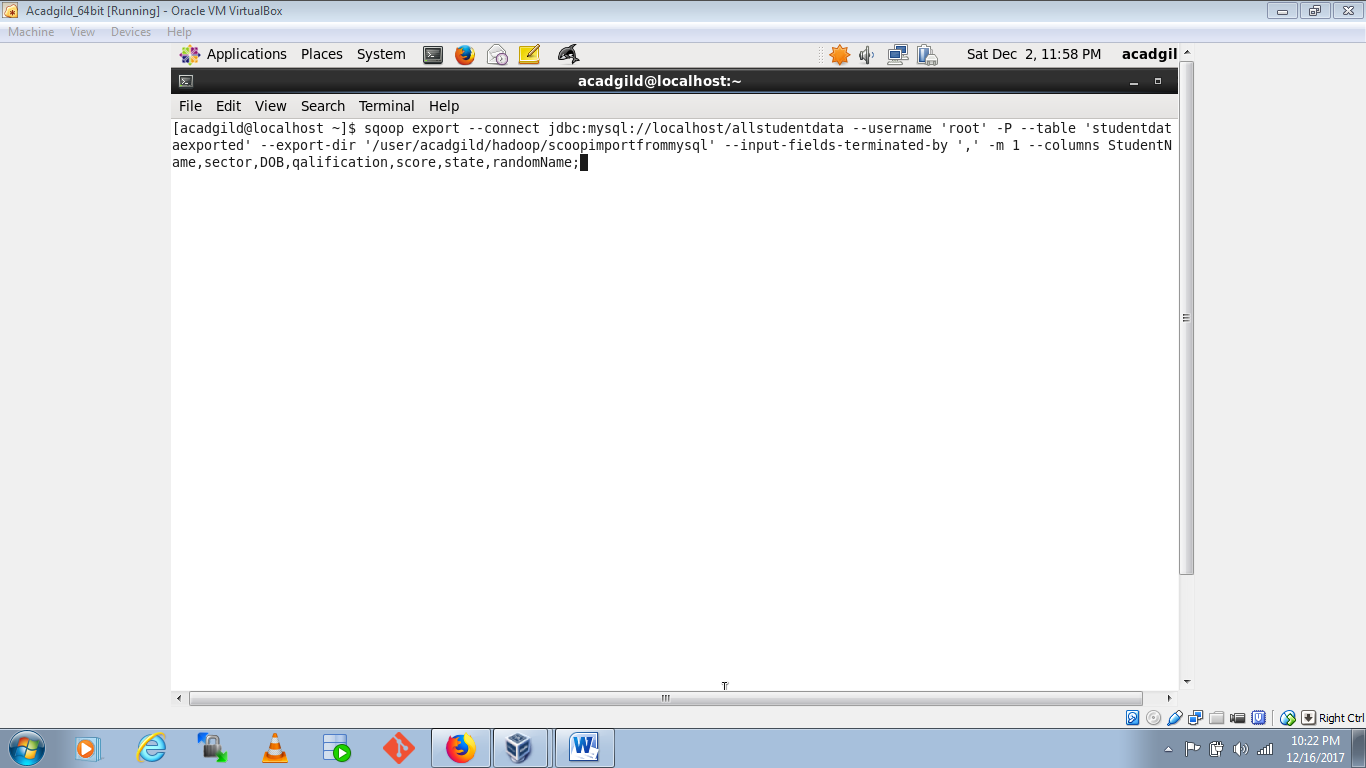 Acadgild_64bit [Running] - Oracle VM VirtualBox
Machine View Devices Help
Applications Places System Sat Dec 2, 11:58 PM acadgil
acadgild@localhost:~
File Edit View Search Terminal Help
[acadgild@localhost ~]$ sqoop export --connect jdbc:mysql://localhost/allstudentdata --username 'root' -P --table 'studentdat
aexported' --export-dir '/user/acadgild/hadoop/scoopimportfrommysql' --input-fields-terminated-by ',' -m 1 --columns StudentN
ame,sector,DOB,qalification,score,state,randomName;
Right Ctrl
10:22 PM
12/16/2017